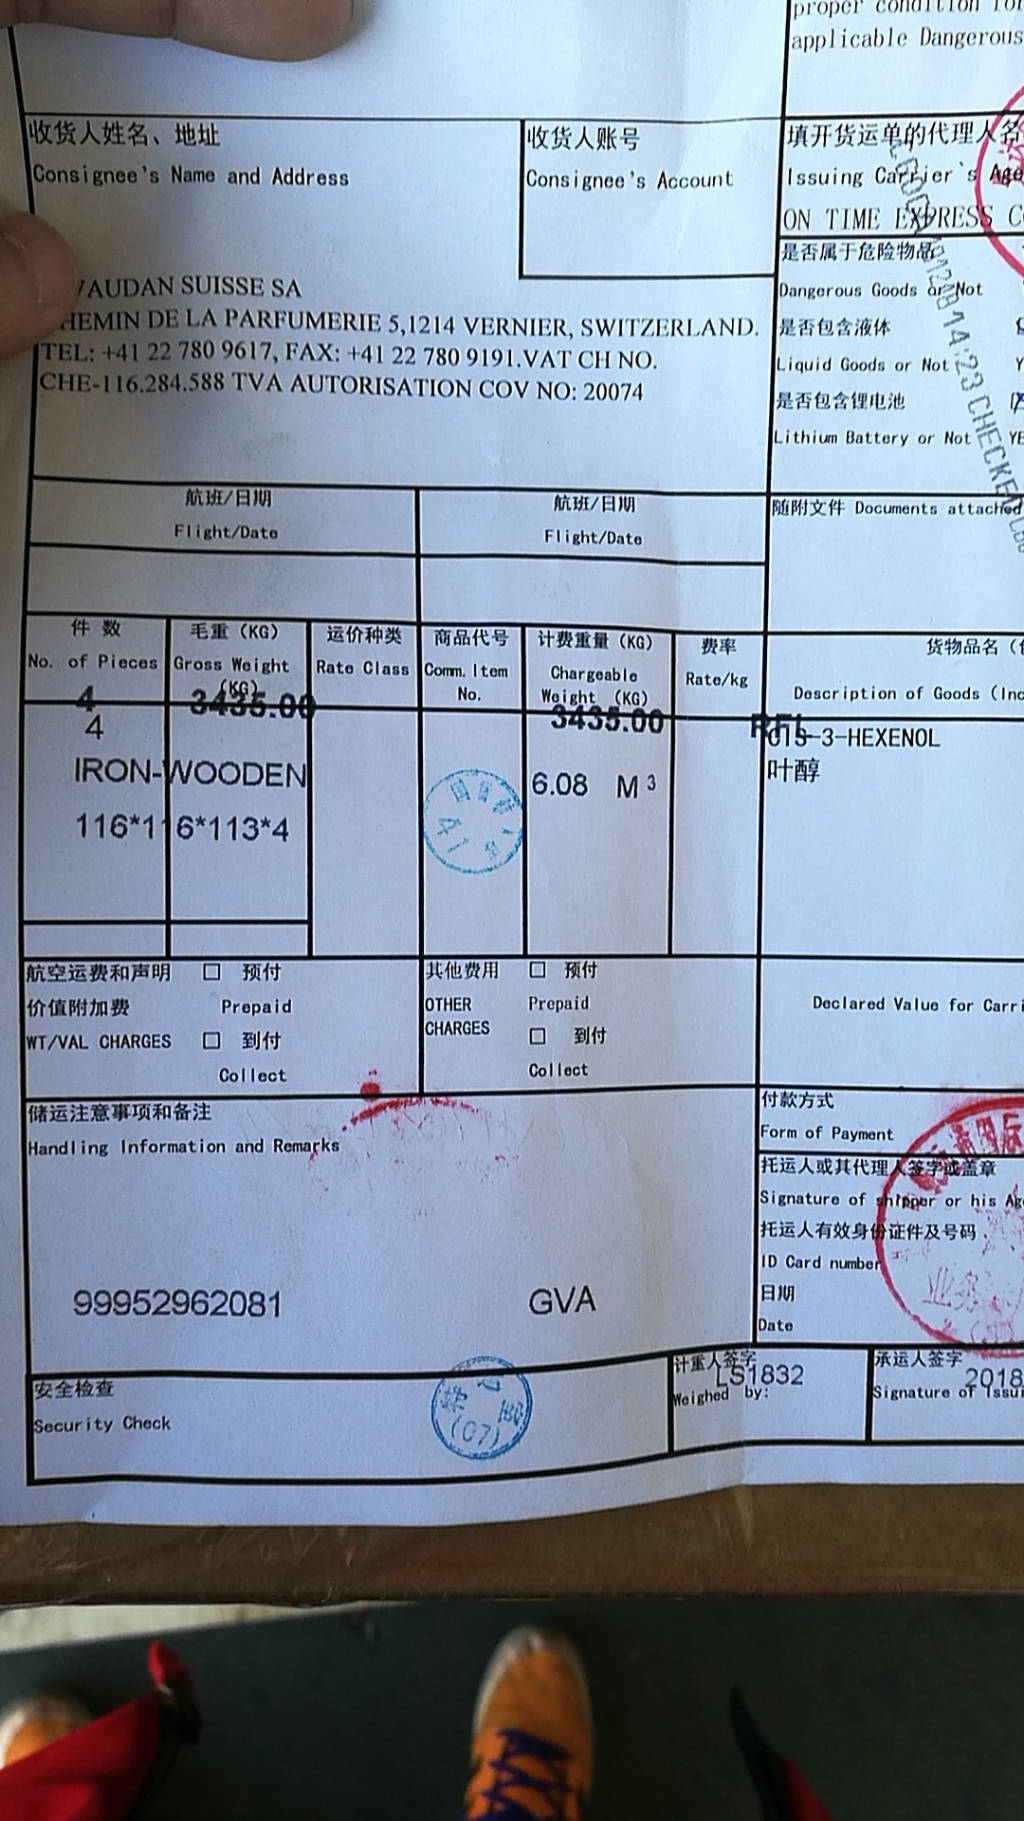 proper condition for
applicable Dangerous
收货人姓名、地址
Consignee's Name and Address
收货人账号
Consignee's Account
填开货运单的代理人名
Issuing Carrier's Age
ON TIME EXPRESS C
VAUDAN SUISSE SA
HEMIN DE LA PARFUMERIE 5,1214 VERNIER, SWITZERLAND.
TEL: +41 22 780 9617, FAX: +41 22 780 9191.VAT CH NO.
CHE-116.284.588 TVA AUTORISATION COV NO: 20074
是否属于危险物品
Dangerous Goods or Not
是否包含液体
Liquid Goods or Not
是否包含锂电池
Lithium Battery or Not YE
14:23 CHECKED
航班/日期
Flight/Date
航班/日期
Flight/Date
随附文件 Documents attached
件 数
No. of Pieces
毛重(KG)
Gross Weight
(KG)
运价种类
Rate Class
商品代号
Comm. Item
No.
计费重量(KG)
Chargeable
Weight (KG)
费率
Rate/kg
货物品名(
Description of Goods (Inc
4 3435.00 3435.00 RFL
4
IRON-WOODEN
116*116*113*4
6.08 M3
CIS-3-HEXENOL
叶醇
航空运费和声明
价值附加费
WT/VAL CHARGES
□ 预付
Prepaid
□ 到付
Collect
其他费用
OTHER
CHARGES
□ 预付
Prepaid
□ 到付
Collect
Declared Value for Carri
储运注意事项和备注
Handling Information and Remarks
付款方式
Form of Payment
托运人或其代理人签字或盖章
Signature of shipper or his Age
托运人有效身份证件及号码
ID Card number
日期
Date
业务
99952962081 GVA
安全检查
Security Check
(07)
计重人签字
LS1832
Weighed by:
承运人签字
2018
Signature of Issui